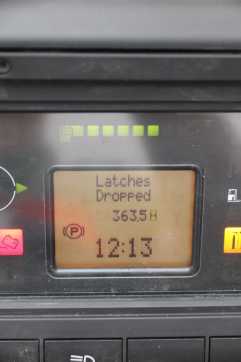 Latches
Dropped
363.5H
(P)
12:13